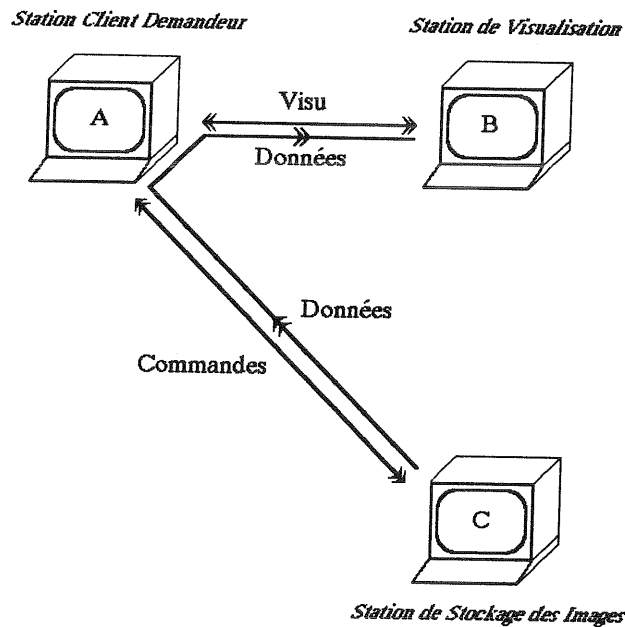 Station Client Demandeur
Station de Visualisation
A
Visu
B
Données
Données
Commandes
C
Station de Stockage des Images